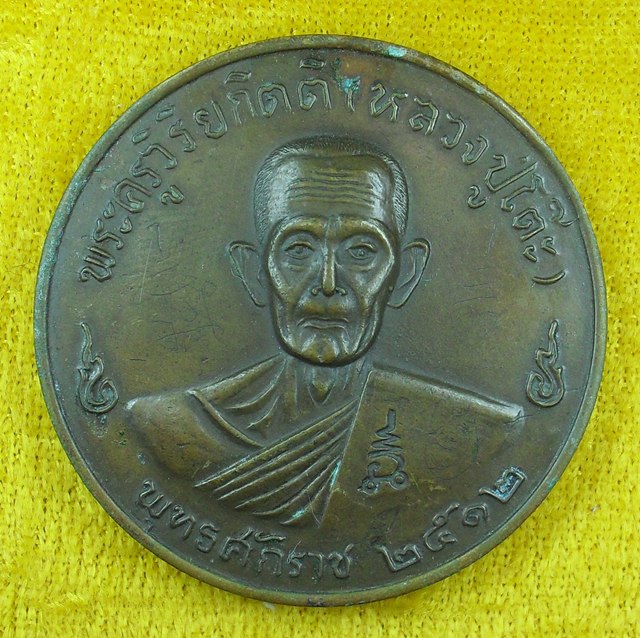 พระครูวิริยกิตติ (หลวงปู่โต๊ะ)
พุทธศักราช ๒๕๑๒